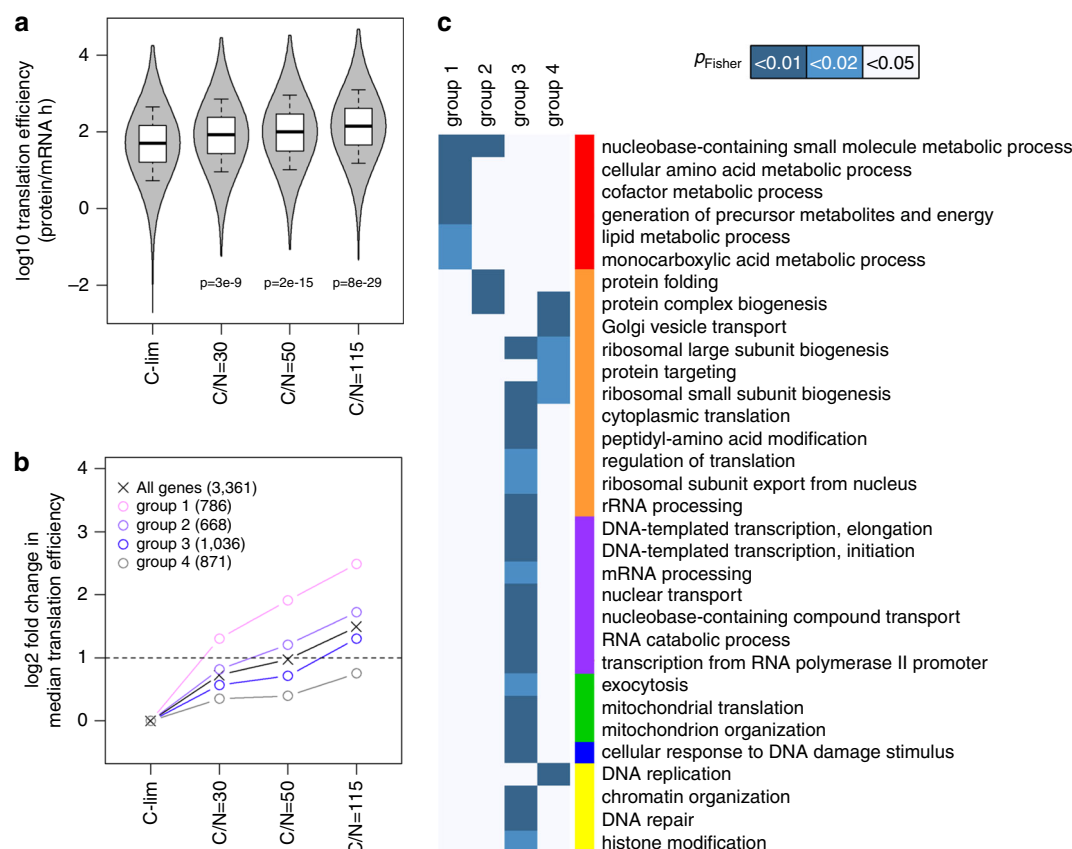 a
log10 translation efficiency
(protein/mRNA h)
4
2
0
−2
p=3e-9
p=2e-15
p=8e-29
C-lim
C/N=30
C/N=50
C/N=115
b
log2 fold change in
median translation efficiency
4
3
2
1
0
All genes (3,361)
group 1 (786)
group 2 (668)
group 3 (1,036)
group 4 (871)
C-lim
C/N=30
C/N=50
C/N=115
c
pFisher <0.01 <0.02 <0.05
group 1
group 2
group 3
group 4
nucleobase-containing small molecule metabolic process
cellular amino acid metabolic process
cofactor metabolic process
generation of precursor metabolites and energy
lipid metabolic process
monocarboxylic acid metabolic process
protein folding
protein complex biogenesis
Golgi vesicle transport
ribosomal large subunit biogenesis
protein targeting
ribosomal small subunit biogenesis
cytoplasmic translation
peptidyl-amino acid modification
regulation of translation
ribosomal subunit export from nucleus
rRNA processing
DNA-templated transcription, elongation
DNA-templated transcription, initiation
mRNA processing
nuclear transport
nucleobase-containing compound transport
RNA catabolic process
transcription from RNA polymerase II promoter
exocytosis
mitochondrial translation
mitochondrion organization
cellular response to DNA damage stimulus
DNA replication
chromatin organization
DNA repair
histone modification